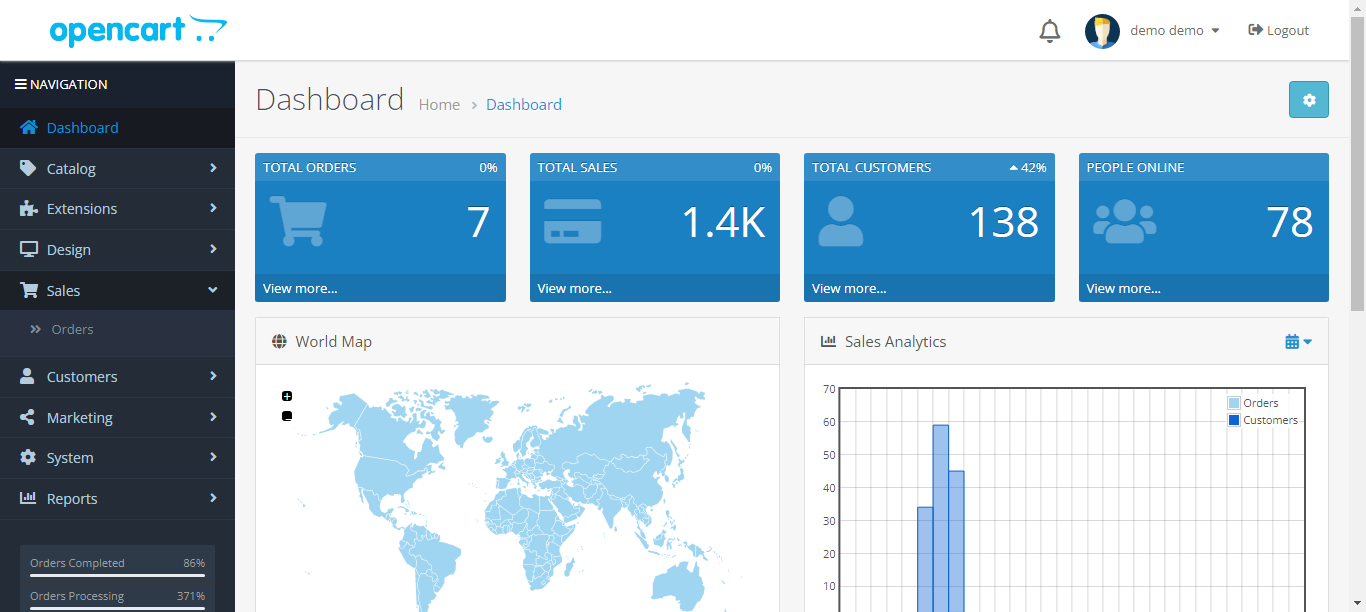 opencart
demo demo
Logout
NAVIGATION
Dashboard
Catalog
Extensions
Design
Sales
Orders
Customers
Marketing
System
Reports
Orders Completed 86%
Orders Processing 371%
Dashboard Home Dashboard
TOTAL ORDERS 0%
7
View more...
TOTAL SALES 0%
1.4K
View more...
TOTAL CUSTOMERS 42%
138
View more...
PEOPLE ONLINE
78
View more...
World Map
Sales Analytics
70
60
50
40
30
20
10
Orders
Customers